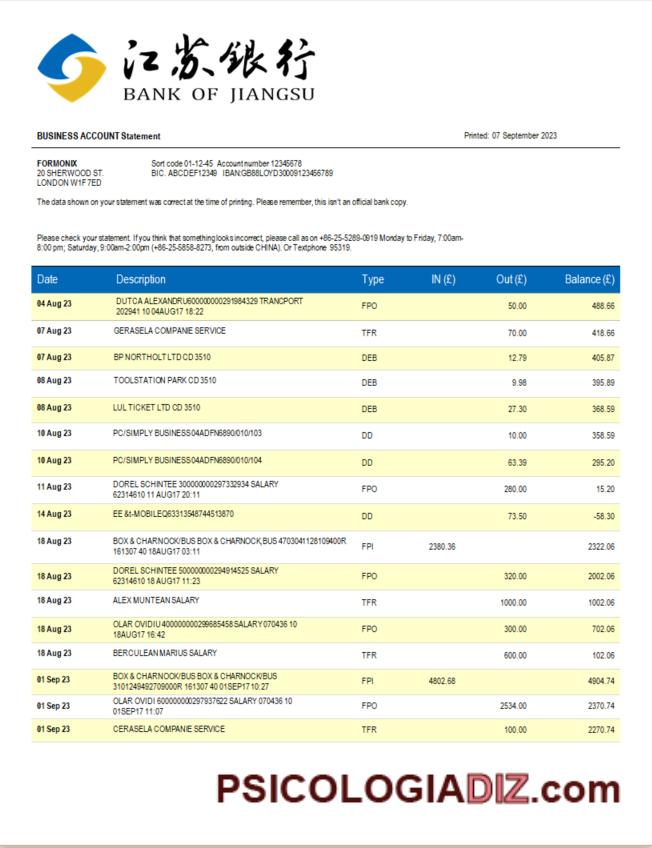 江苏银行
BANK OF JIANGSU
BUSINESS ACCOUNT Statement Printed: 07 September 2023
FORMONIX Sort code 01-12-45 Account number 12345678
20 SHERWOOD ST. BIC. ABCDEF12349 IBAN:GB88LOYD30009123456789
LONDON W1F 7ED
The data shown on your statement was correct at the time of printing. Please remember, this isn't an official bank copy.
Please check your statement. If you think that something looks incorrect, please call as on +86-25-5289-0919 Monday to Friday, 7:00am-
8:00 pm; Saturday, 9:00am-2:00pm (+86-25-5858-8273, from outside CHINA). Or Textphone 95319.
Date Description Type IN (£) Out (£) Balance (£)
04 Aug 23 DUTCA ALEXANDRU600000000291984329 TRANCPORT
202941 10 04AUG17 18:22 FPO 50.00 488.66
07 Aug 23 GERASELA COMPANIE SERVICE TFR 70.00 418.66
07 Aug 23 BP NORTHOLT LTD CD 3510 DEB 12.79 405.87
08 Aug 23 TOOLSTATION PARK CD 3510 DEB 9.98 395.89
08 Aug 23 LUL TICKET LTD CD 3510 DEB 27.30 368.59
10 Aug 23 PC/SIMPLY BUSINESS04ADFN6890/010/103 DD 10.00 358.59
10 Aug 23 PC/SIMPLY BUSINESS04ADFN6890/010/104 DD 63.39 295.20
11 Aug 23 DOREL SCHINTEE 300000000297332934 SALARY
62314610 11 AUG17 20:11 FPO 280.00 15.20
14 Aug 23 EE &t-MOBILEQ63313548744513870 DD 73.50 -58.30
18 Aug 23 BOX & CHARNOCK/BUS BOX & CHARNOCK,BUS 4703041128109400R
161307 40 18AUG17 03:11 FPI 2380.36 2322.06
18 Aug 23 DOREL SCHINTEE 500000000294914525 SALARY
62314610 18 AUG17 11:23 FPO 320.00 2002.06
18 Aug 23 ALEX MUNTEAN SALARY TFR 1000.00 1002.06
18 Aug 23 OLAR OVIDIU 400000000299685458 SALARY 070436 10
18AUG17 16:42 FPO 300.00 702.06
18 Aug 23 BERCULEAN MARIUS SALARY TFR 600.00 102.06
01 Sep 23 BOX & CHARNOCK/BUS BOX & CHARNOCK/BUS
3101249492709000R 161307 40 01SEP17 10:27 FPI 4802.68 4904.74
01 Sep 23 OLAR OVIDI 600000000297937622 SALARY 070436 10
01SEP17 11:07 FPO 2534.00 2370.74
01 Sep 23 CERASELA COMPANIE SERVICE TFR 100.00 2270.74
PSICOLOGIADIZ.com